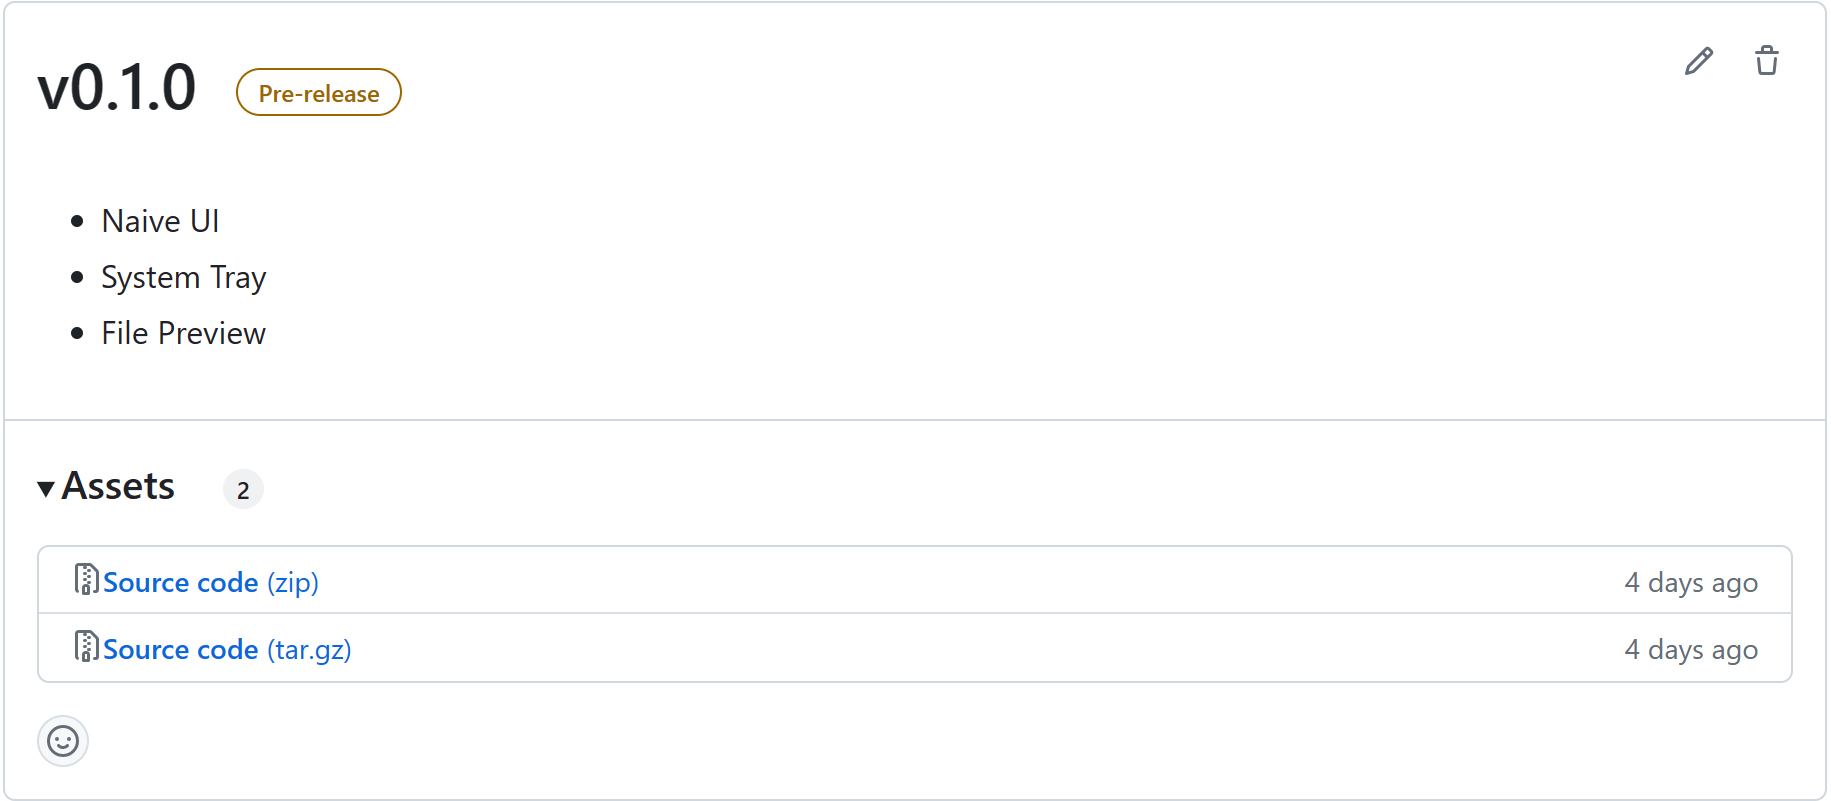 v0.1.0 Pre-release
Naive UI
System Tray
File Preview
Assets 2
Source code (zip) 4 days ago
Source code (tar.gz) 4 days ago